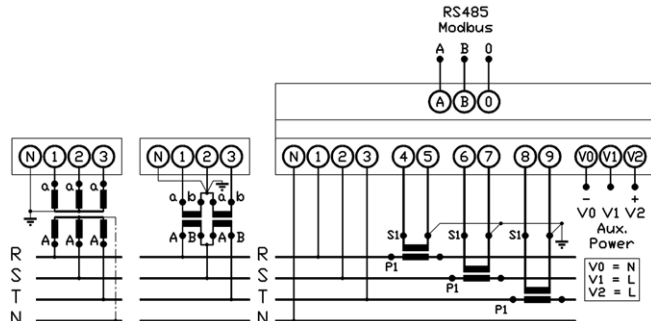 RS485
Modbus
A B 0
A B 0
N 1 2 3
N 1 2 3
N 1 2 3 4 5 6 7 8 9 V0 V1 V2
a a a
a b a b
- +
V0 V1 V2
Aux.
Power
A A A
A B A B
S1 S1 S1
R R
P1
S S
P1
T T
P1
N N
V0 = N
V1 = L
V2 = L